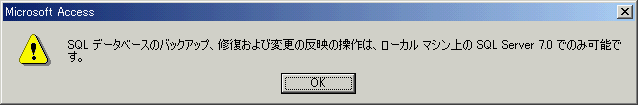 Microsoft Access
SQL データベースのバックアップ、修復および変更の反映の操作は、ローカル マシン上の SQL Server 7.0 でのみ可能で
す。
OK